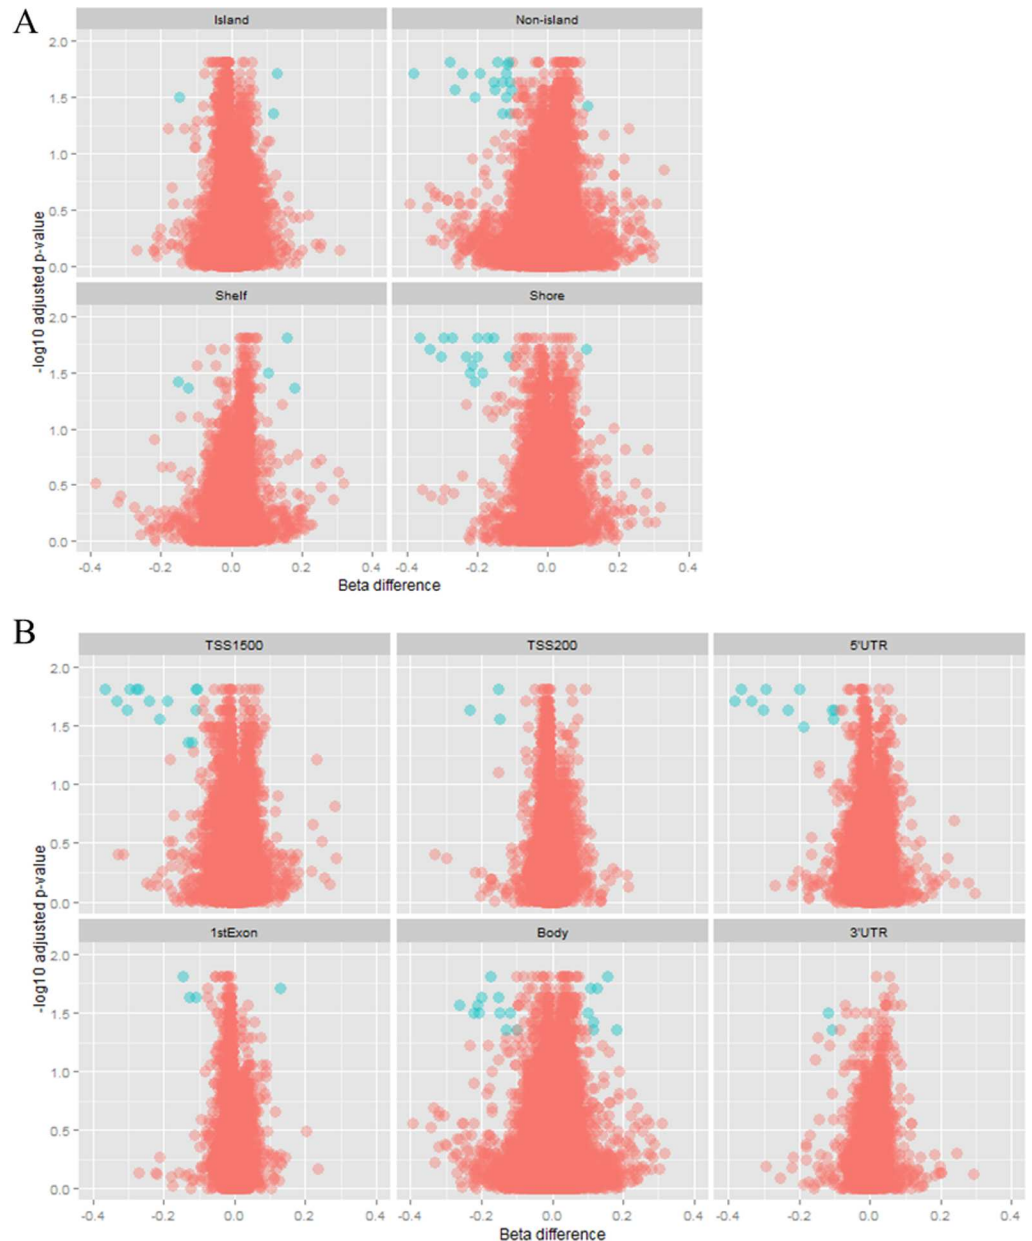 A
Island
Non-island
2.0
1.5
1.0
0.5
0.0
Shelf
Shore
2.0
1.5
1.0
0.5
0.0
-log10 adjusted p-value
-0.4 -0.2 0.0 0.2 0.4
-0.4 -0.2 0.0 0.2 0.4
Beta difference
B
TSS1500
TSS200
5'UTR
2.0
1.5
1.0
0.5
0.0
1stExon
Body
3'UTR
2.0
1.5
1.0
0.5
0.0
-log10 adjusted p-value
-0.4 -0.2 0.0 0.2 0.4
-0.4 -0.2 0.0 0.2 0.4
-0.4 -0.2 0.0 0.2 0.4
Beta difference